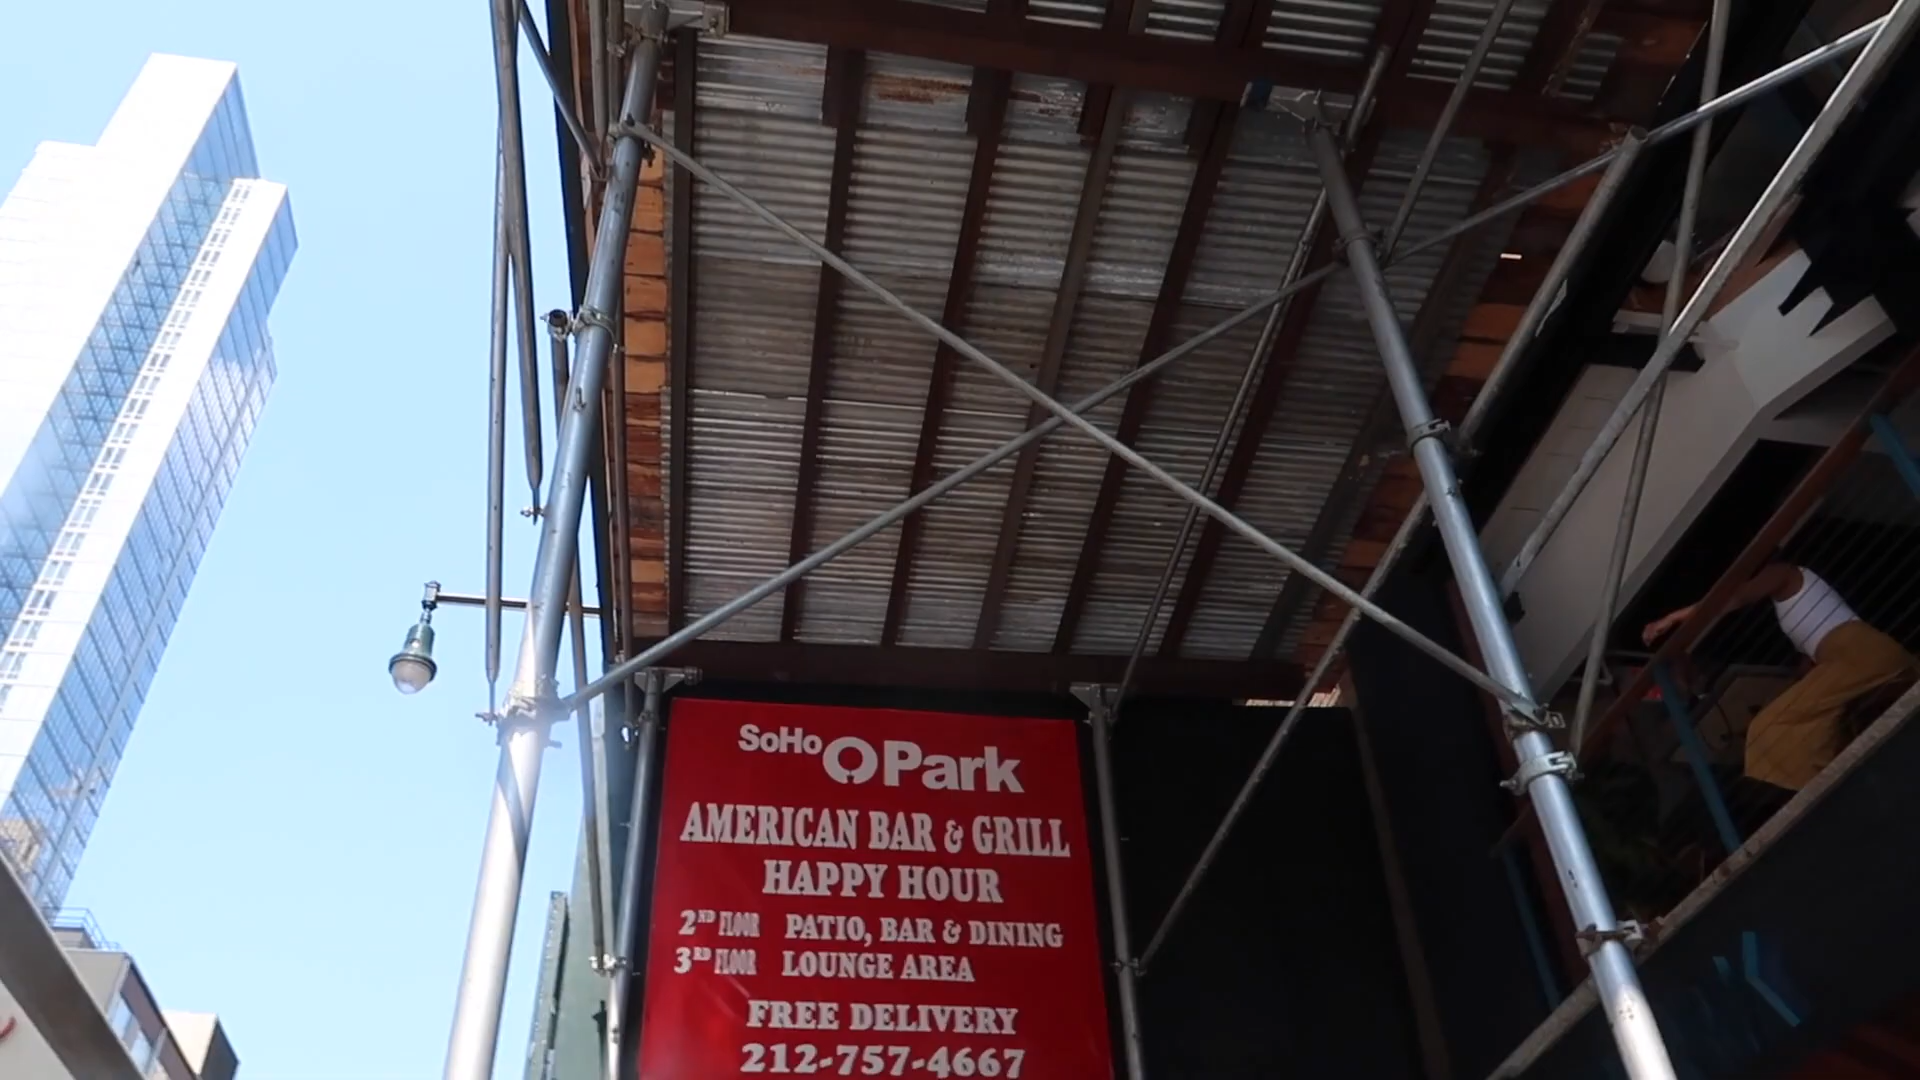 SoHo Park
AMERICAN BAR & GRILL
HAPPY HOUR
2ND FLOOR PATIO, BAR & DINING
3RD FLOOR LOUNGE AREA
FREE DELIVERY
212-757-4667